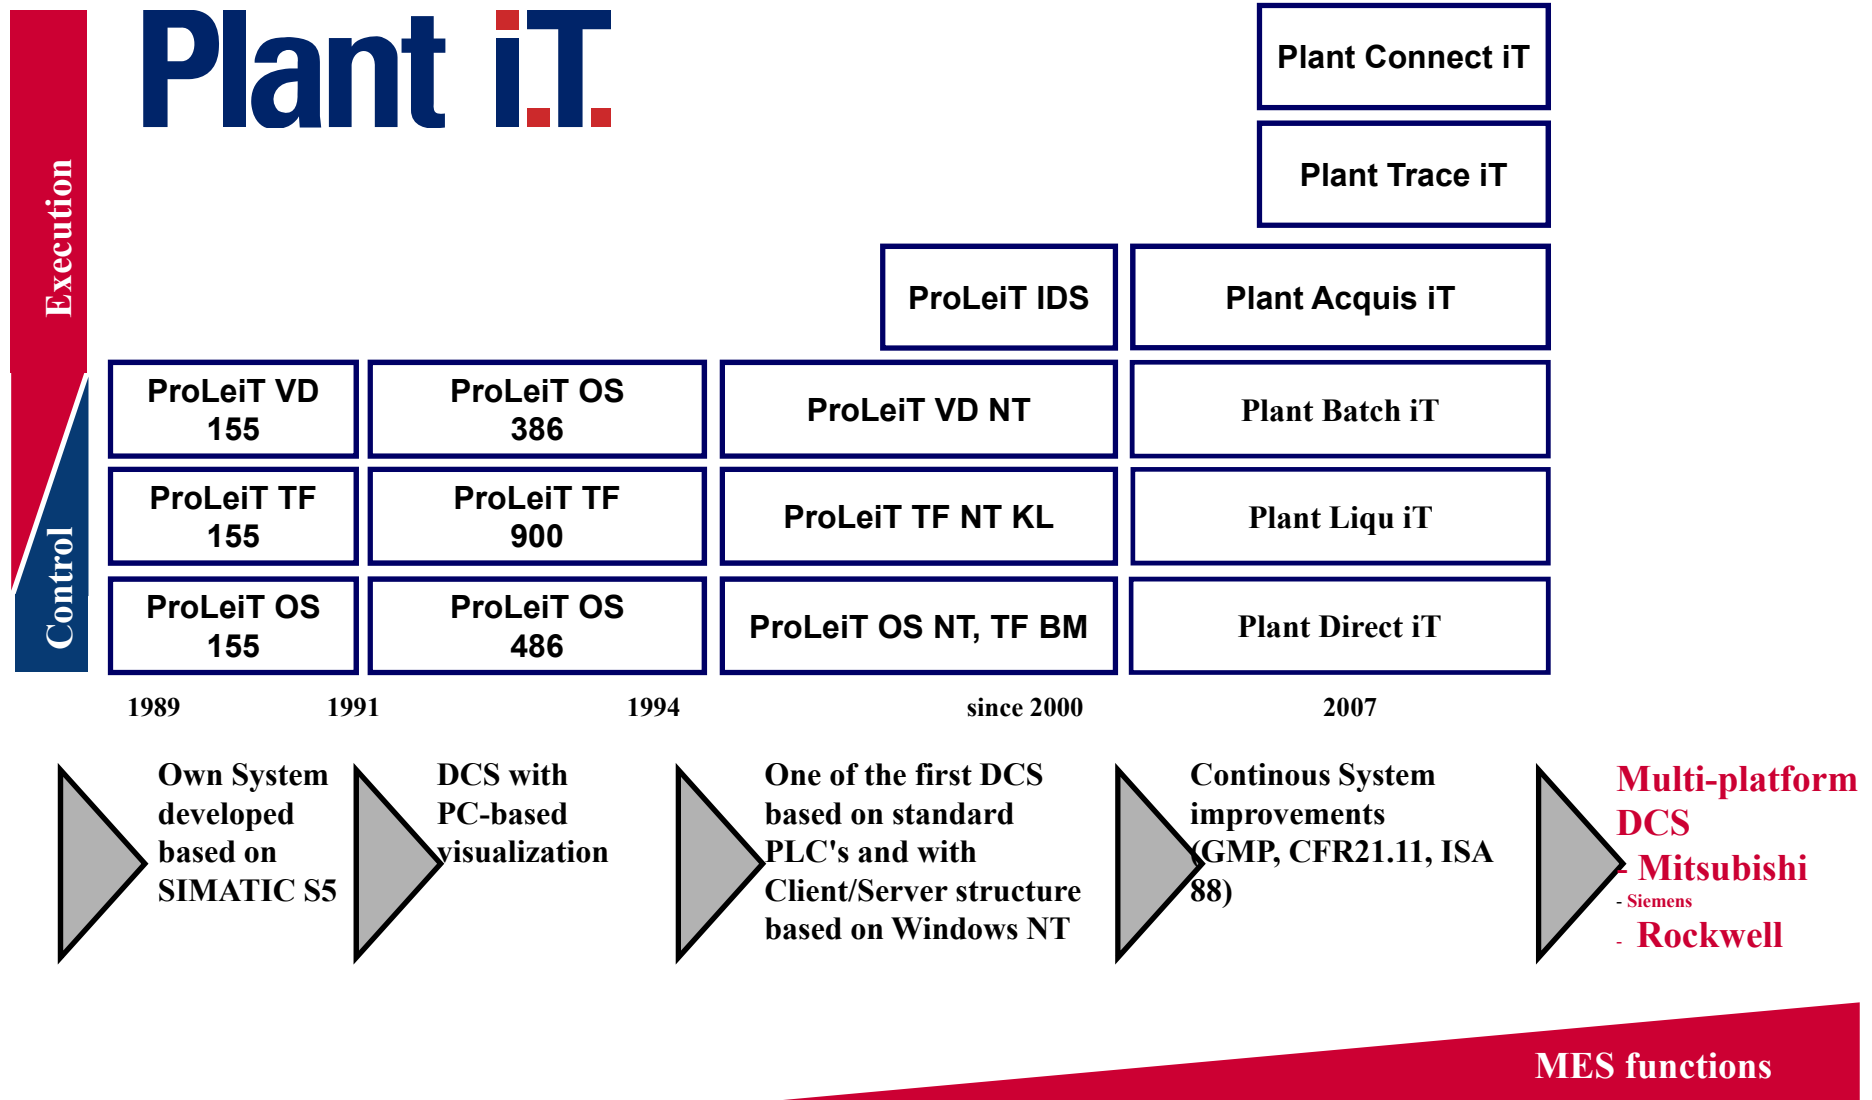 Plant i.T.
Plant Connect iT
Plant Trace iT
Execution
ProLeiT IDS
Plant Acquis iT
ProLeiT VD
155
ProLeiT OS
386
ProLeiT VD NT
Plant Batch iT
ProLeiT TF
155
ProLeiT TF
900
ProLeiT TF NT KL
Plant Liqu iT
Control
ProLeiT OS
155
ProLeiT OS
486
ProLeiT OS NT, TF BM
Plant Direct iT
1989
1991
1994
since 2000
2007
Own System
developed
based on
SIMATIC S5
DCS with
PC-based
visualization
One of the first DCS
based on standard
PLC's and with
Client/Server structure
based on Windows NT
Continous System
improvements
(GMP, CFR21.11, ISA
88)
Multi-platform
DCS
- Mitsubishi
- Siemens
- Rockwell
MES functions